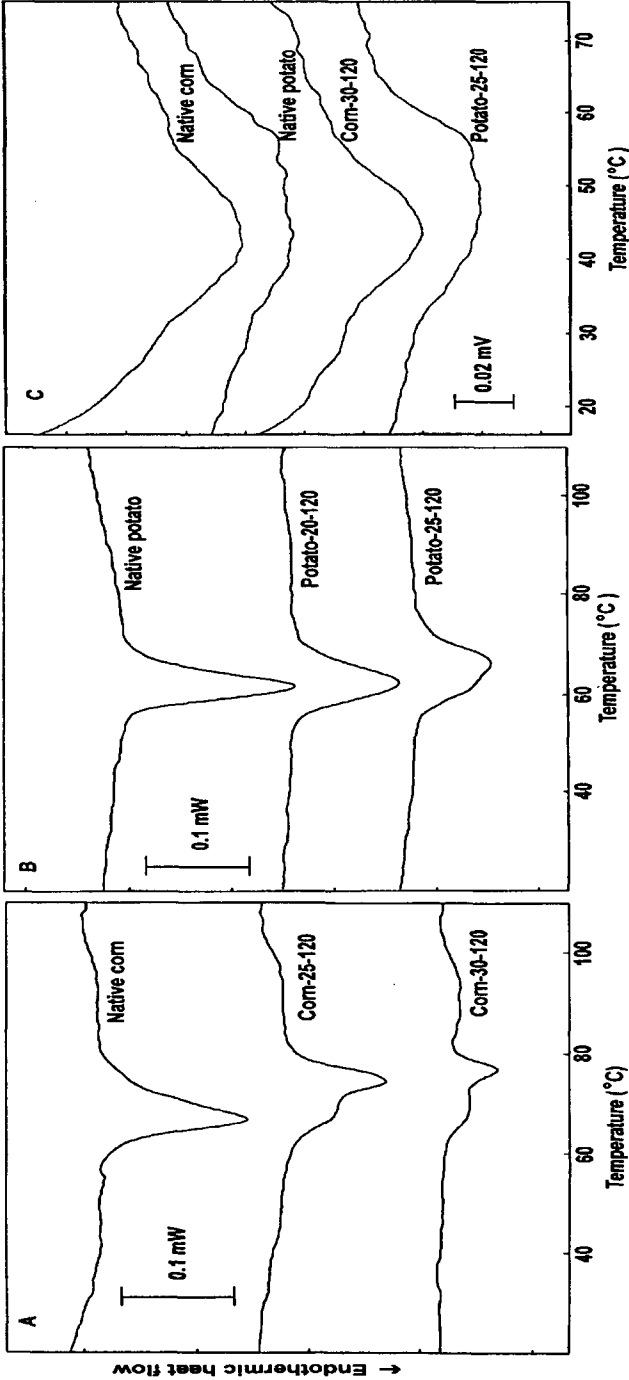 A
Native corn
Corn-25-120
Corn-30-120
0.1 mW
← Endothermic heat flow
40
60
80
100
Temperature (°C)
B
Native potato
Potato-20-120
Potato-25-120
0.1 mW
40
60
80
100
Temperature (°C)
C
Native corn
Native potato
Corn-30-120
Potato-25-120
0.02 mV
20
30
40
50
60
70
Temperature (°C)